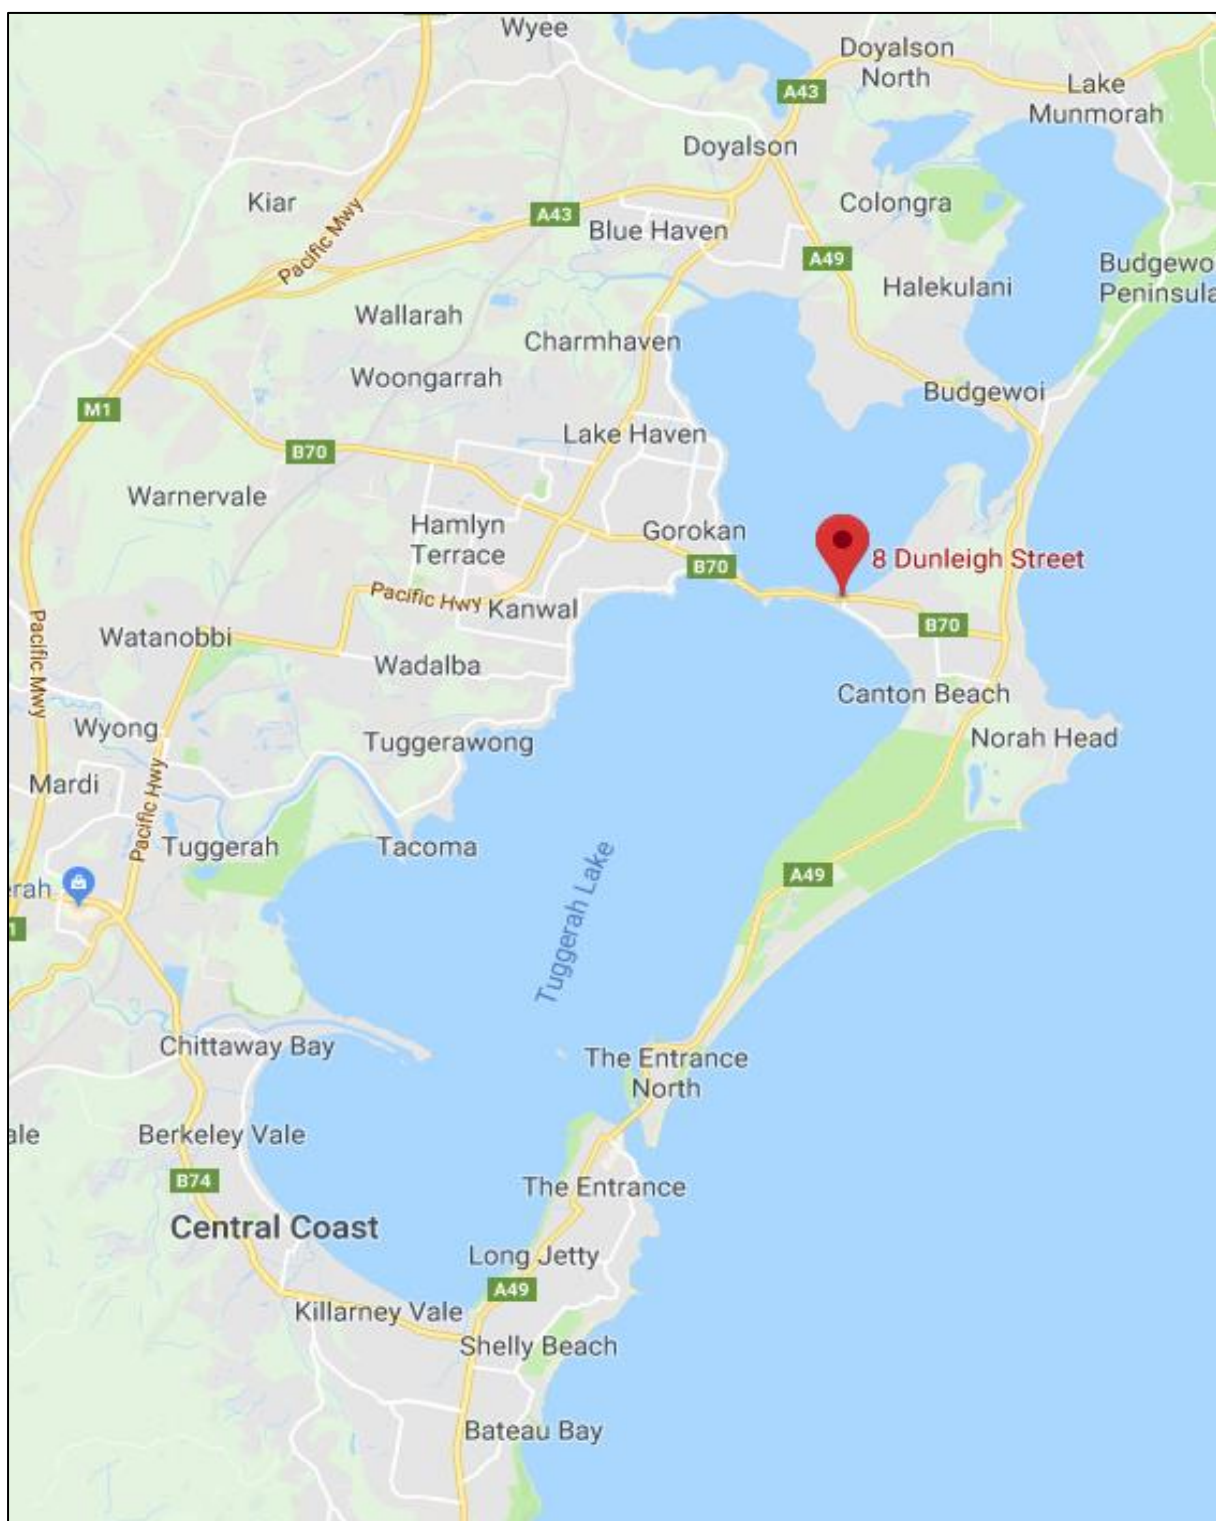 Wyee
Doyalson
North
A43
Lake
Munmorah
Doyalson
Kiar
Colongra
A43
Pacific Mwy
Blue Haven
A49
Budgewoi
Peninsula
Halekulani
Wallarah
Charmhaven
Woongarrah
Budgewoi
M1
Lake Haven
B70
Warnervale
Hamlyn
Terrace
Gorokan
B70
8 Dunleigh Street
Pacific Hwy
Kanwal
B70
Pacific Mwy
Watanobbi
Wadalba
Canton Beach
Wyong
Tuggerawong
Norah Head
Mardi
Pacific Hwy
Tuggerah
Tacoma
A49
erah
Tuggerah Lake
1
Chittaway Bay
The Entrance
North
ale
Berkeley Vale
B74
The Entrance
Central Coast
Long Jetty
A49
Killarney Vale
Shelly Beach
Bateau Bay